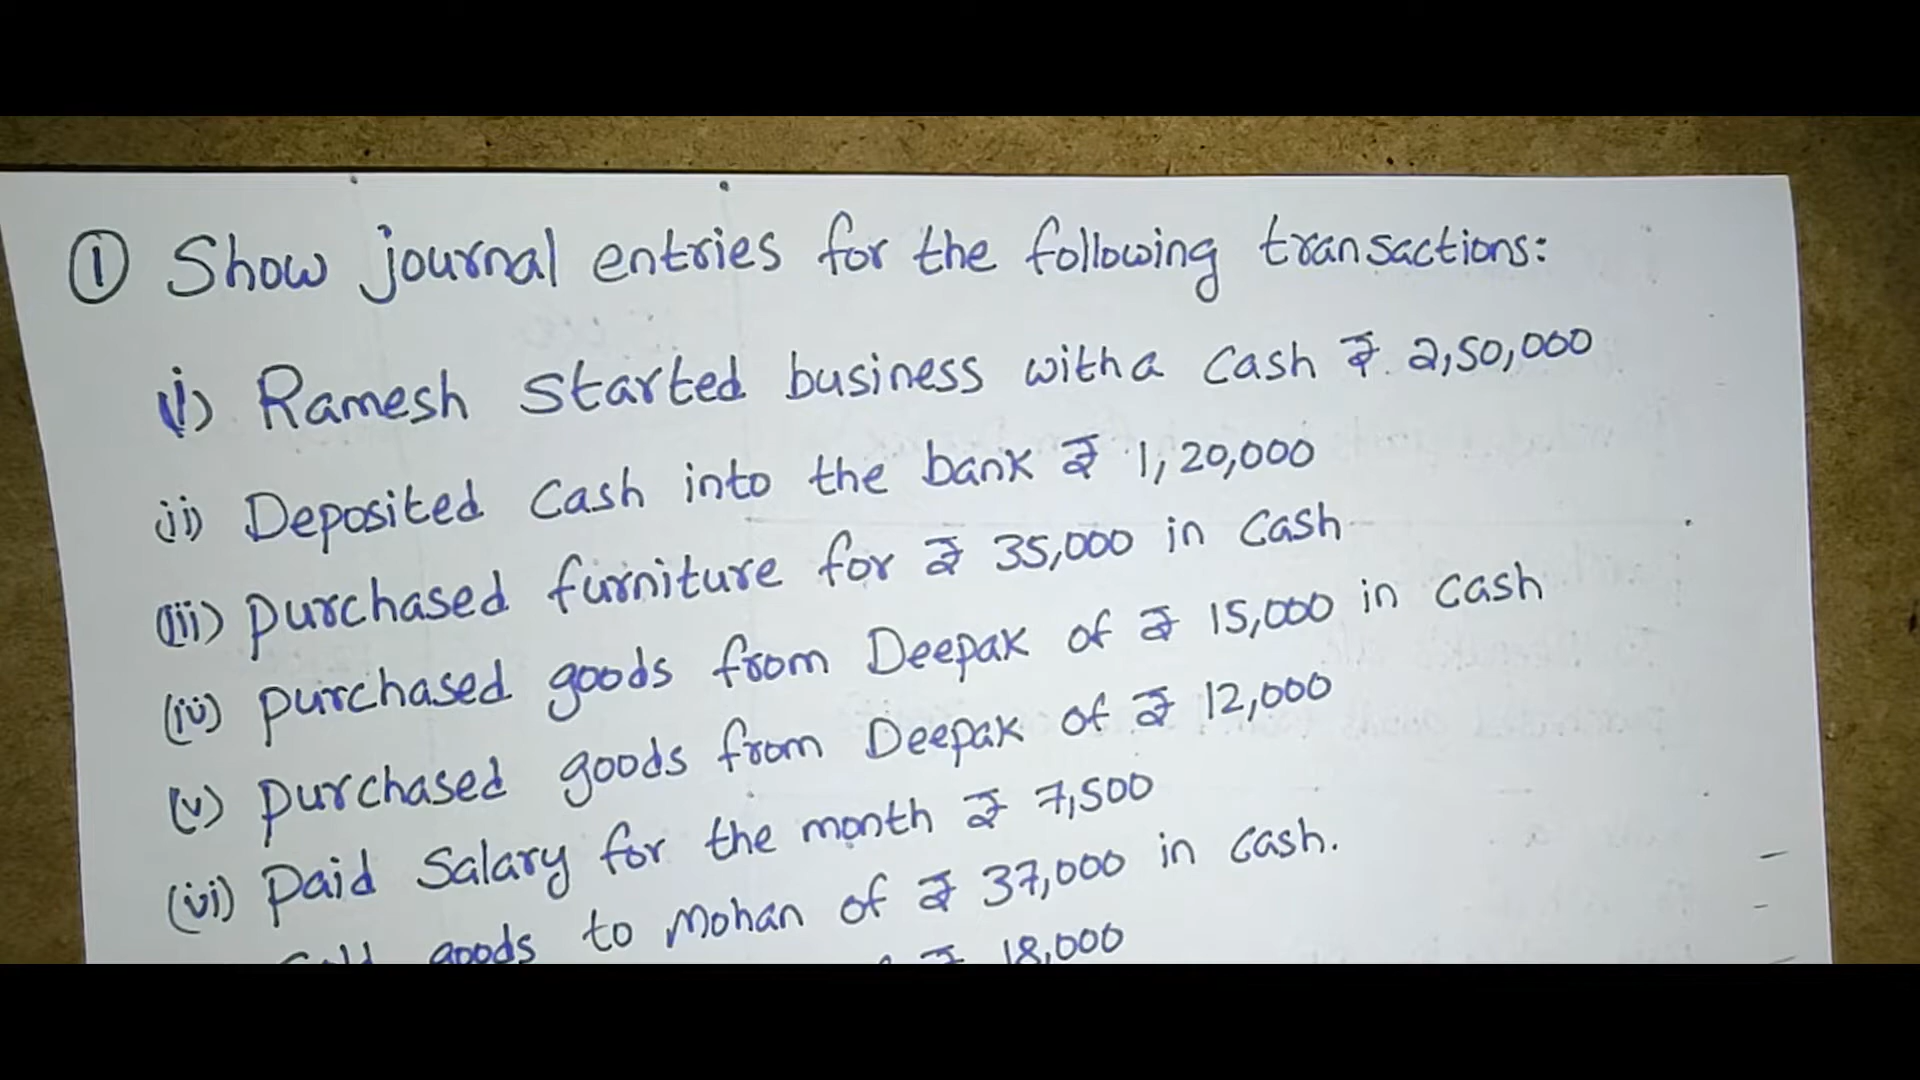 ① Show journal entries for the following transactions:
(i) Ramesh Started business with a Cash ₹ 2,50,000
(ii) Deposited Cash into the bank ₹ 1,20,000
(iii) purchased furniture for ₹ 35,000 in Cash
(iv) purchased goods from Deepak of ₹ 15,000 in cash
(v) purchased goods from Deepak of ₹ 12,000
(vi) Paid Salary for the month ₹ 7,500
goods to Mohan of ₹ 37,000 in cash.
₹ 18,000